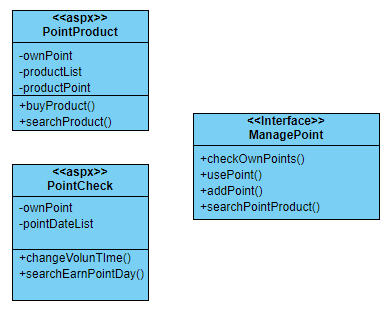 <<aspx>>
PointProduct
-ownPoint
-productList
-productPoint
+buyProduct()
+searchProduct()
<<Interface>>
ManagePoint
+checkOwnPoints()
+usePoint()
+addPoint()
+searchPointProduct()
<<aspx>>
PointCheck
-ownPoint
-pointDateList
+changeVolunTIme()
+searchEarnPointDay()